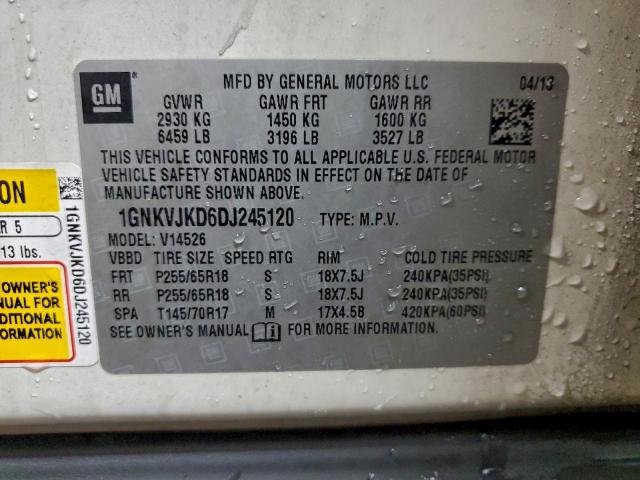 GM
MFD BY GENERAL MOTORS LLC 04/13
GVWR GAWR FRT GAWR RR
2930 KG 1450 KG 1600 KG
6459 LB 3196 LB 3527 LB
THIS VEHICLE CONFORMS TO ALL APPLICABLE U.S. FEDERAL MOTOR
VEHICLE SAFETY STANDARDS IN EFFECT ON THE DATE OF
MANUFACTURE SHOWN ABOVE.
1GNKVJKD6DJ245120 TYPE: M.P.V.
MODEL: V14526
VBBD TIRE SIZE SPEED RTG RIM COLD TIRE PRESSURE
FRT P255/65R18 S 18X7.5J 240KPA(35PSI)
RR P255/65R18 S 18X7.5J 240KPA(35PSI)
SPA T145/70R17 M 17X4.5B 420KPA(60PSI)
SEE OWNER'S MANUAL FOR MORE INFORMATION.
ON
R 5
13 lbs.
OWNER'S
NUAL FOR
DITIONAL
ORMATION
1GNKVJKD6DJ245120